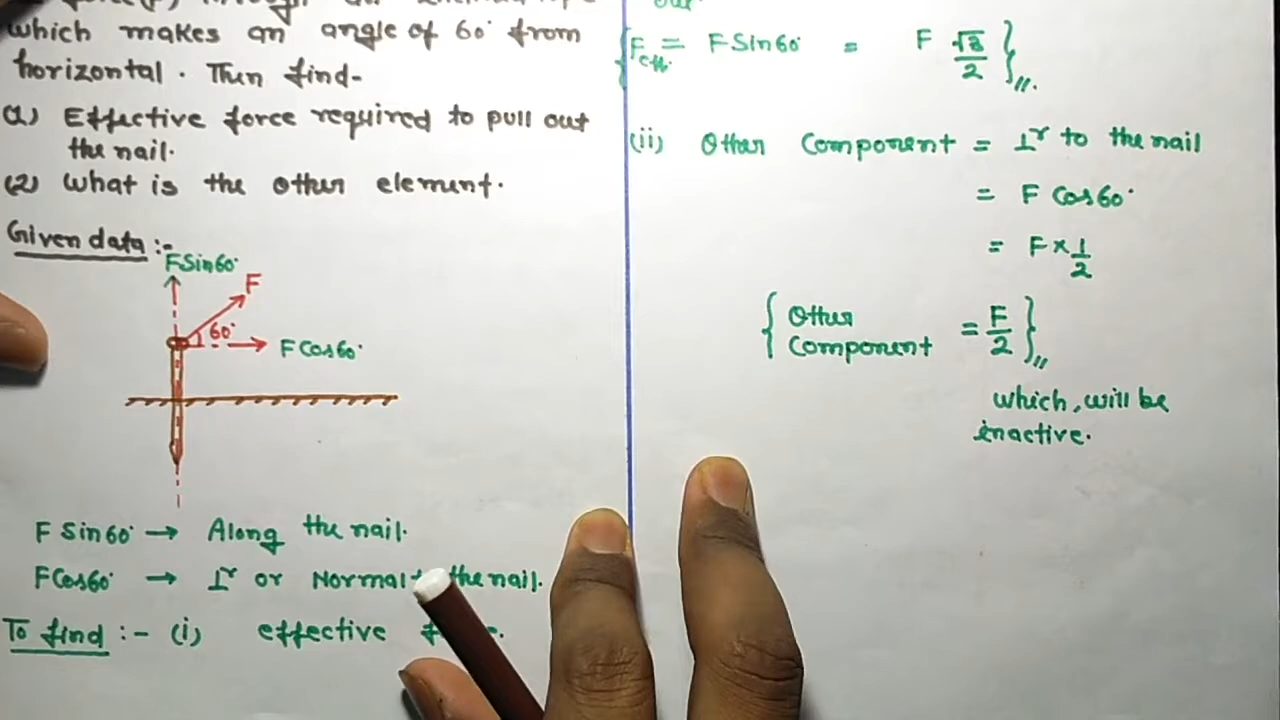 which makes an angle of 60° from
horizontal. Then find-
(1) Effective force required to pull out
the nail.
(2) What is the other element.
Given data :-
F Sin60°
F
60°
F Cos60°
F Sin60° → Along the nail.
F Cos60° → ⊥r or Normal the nail.
To find :- (i) effective
out
{Feff. = F Sin60° = F √3/2},,.
(ii) Other Component = ⊥r to the nail
= F Cos60°
= F × 1/2
{Other Component = F/2},,
which, will be
inactive.